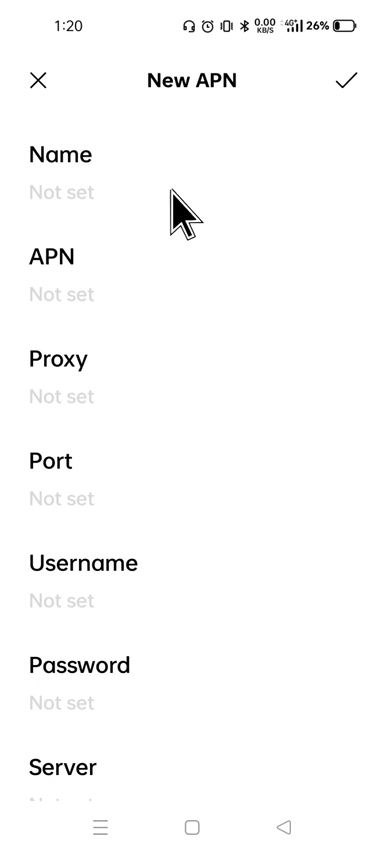 1:20 0.00 KB/S 4G+ 26%
New APN
Name
Not set
APN
Not set
Proxy
Not set
Port
Not set
Username
Not set
Password
Not set
Server